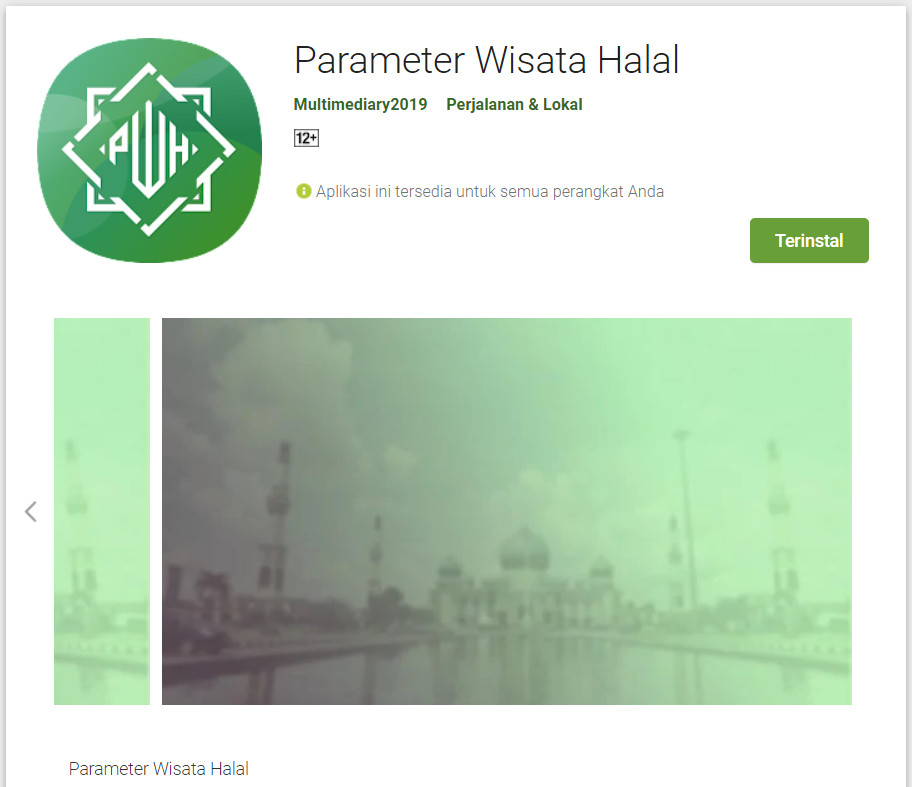 PWH
Parameter Wisata Halal
Multimediary2019 Perjalanan & Lokal
12+
Aplikasi ini tersedia untuk semua perangkat Anda
Terinstal
Parameter Wisata Halal